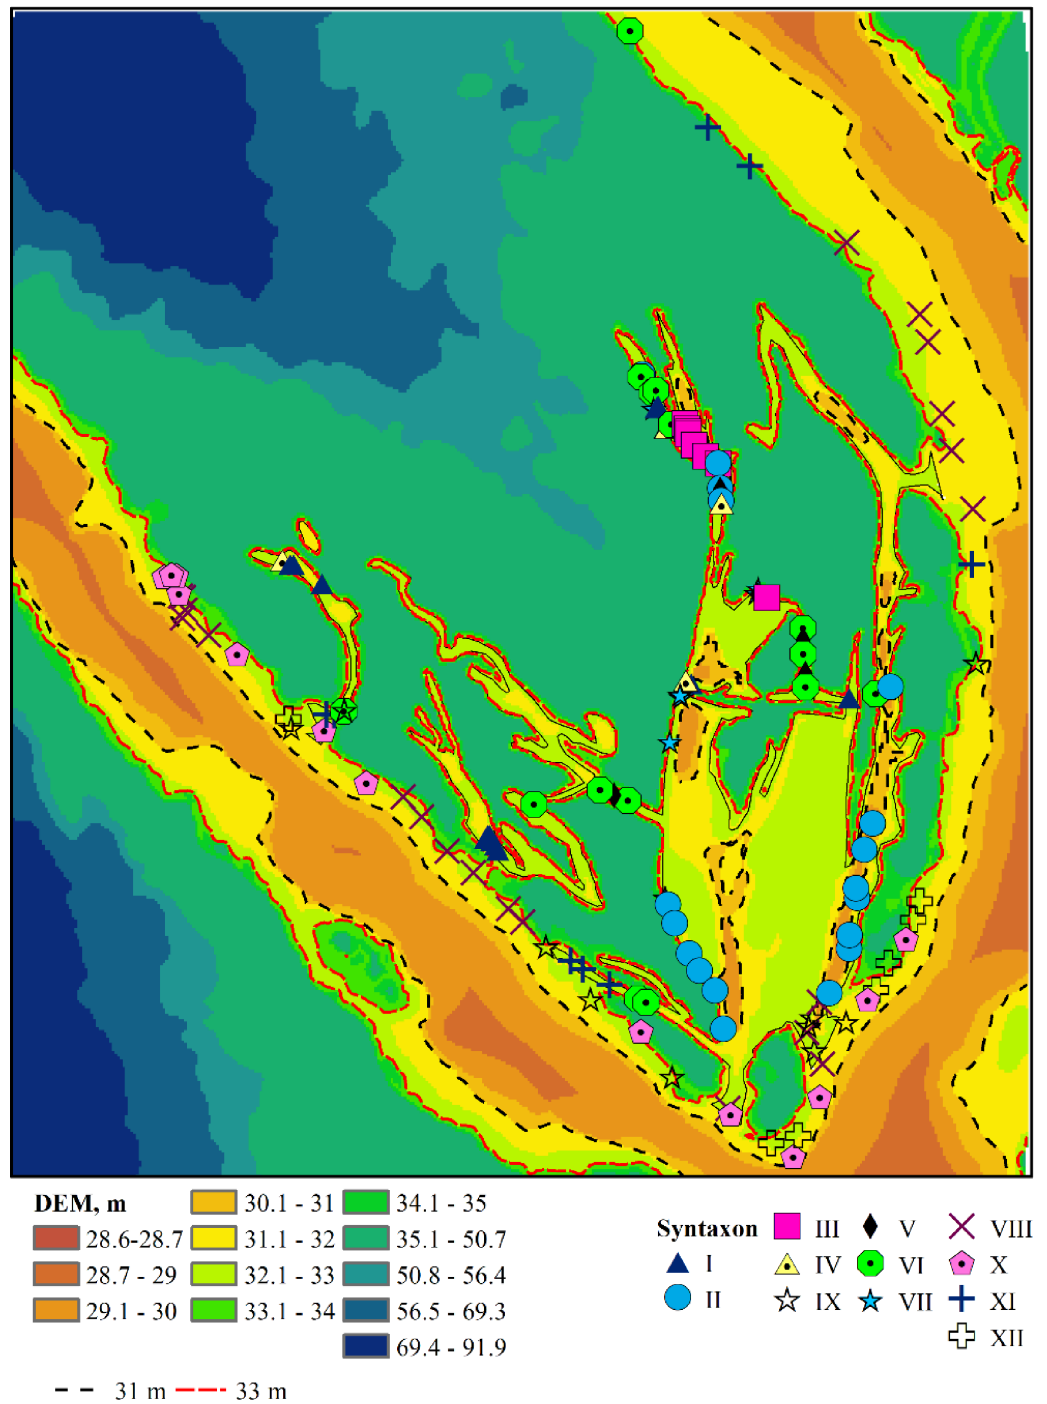 DEM, m
28.6-28.7
28.7 - 29
29.1 - 30
30.1 - 31
31.1 - 32
32.1 - 33
33.1 - 34
34.1 - 35
35.1 - 50.7
50.8 - 56.4
56.5 - 69.3
69.4 - 91.9
31 m
33 m
Syntaxon
I
II
III
IV
IX
V
VI
VII
VIII
X
XI
XII